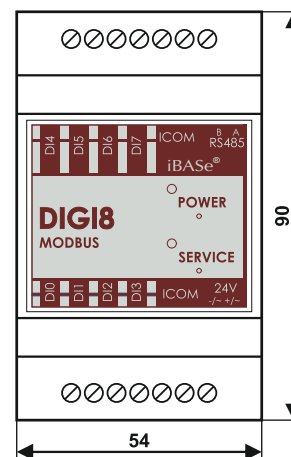 DI4 DI5 DI6 DI7 ICOM B A
RS485
iBASe®
POWER
DIGI8
MODBUS
SERVICE
DI0 DI1 DI2 DI3 ICOM 24V
-/~ +/~
90
54